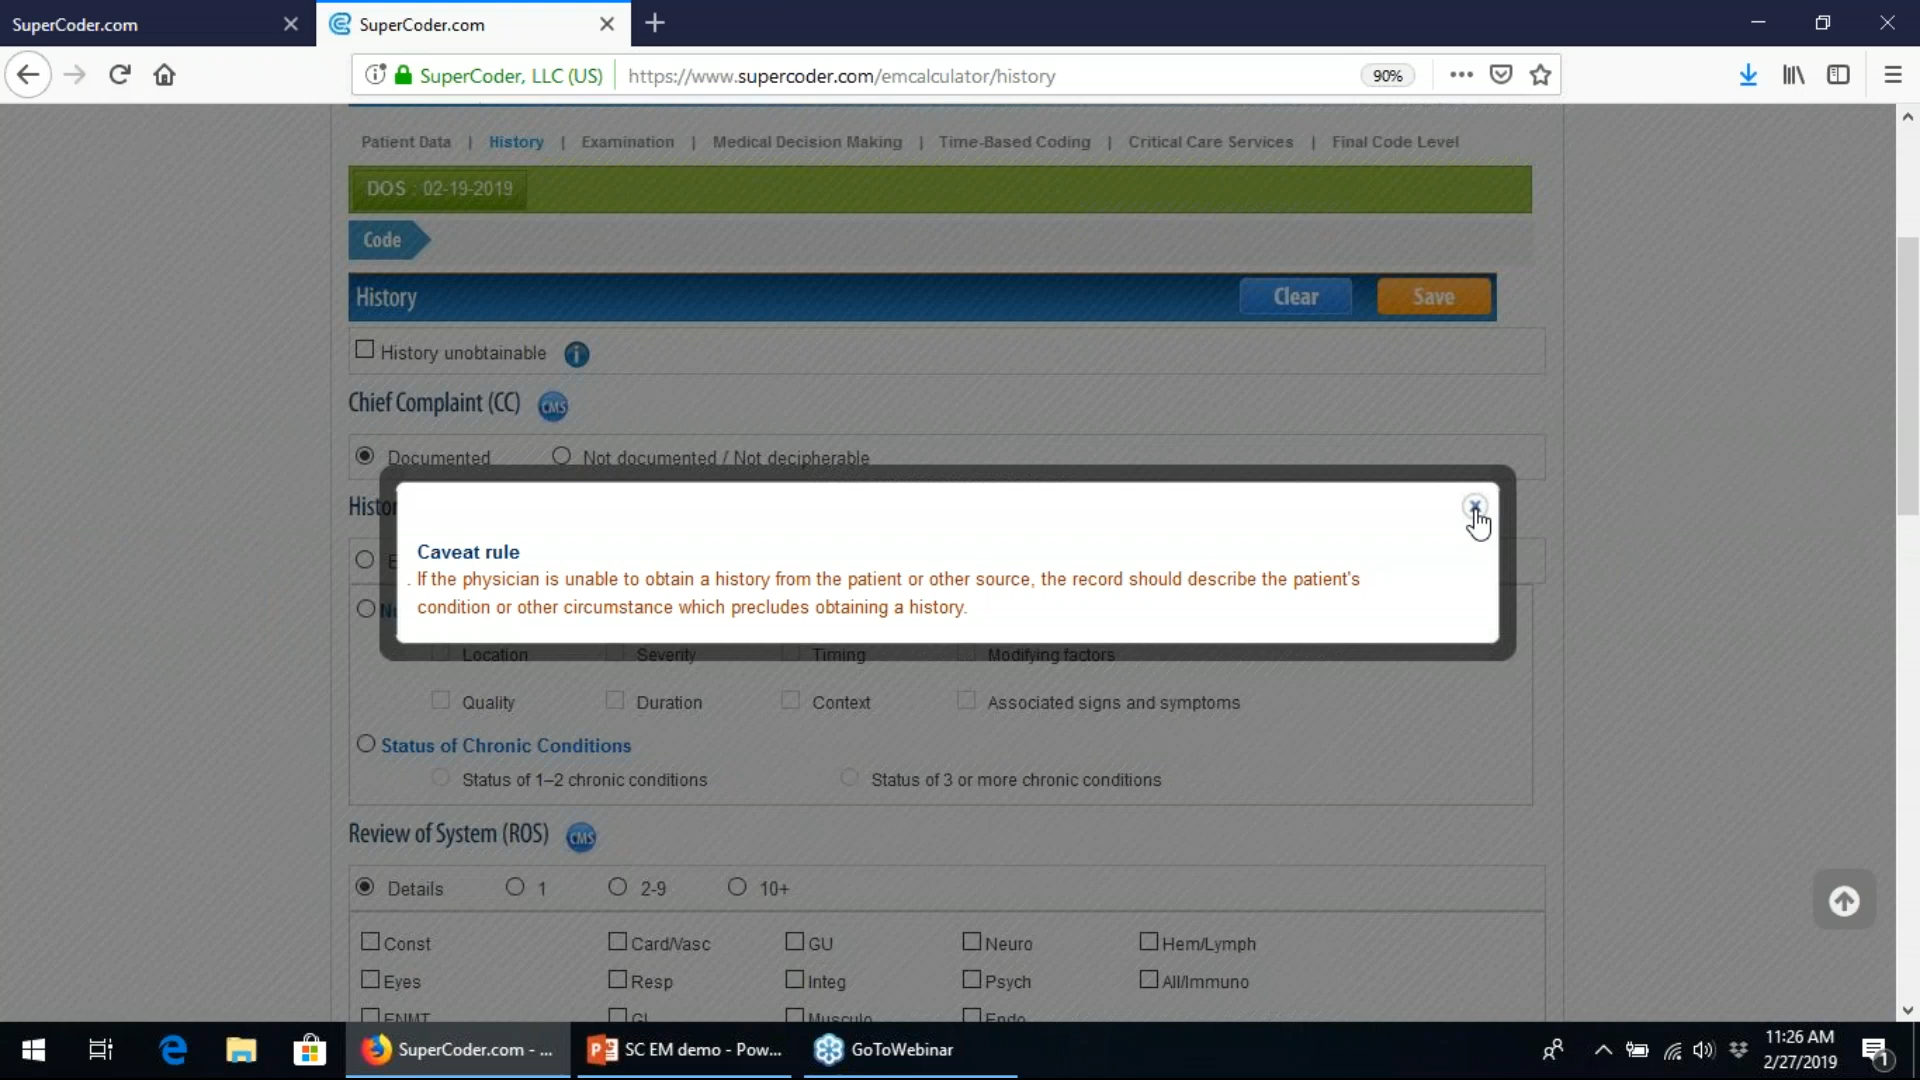 SuperCoder.com
SuperCoder.com
SuperCoder, LLC (US)
https://www.supercoder.com/emcalculator/history
90%
Patient Data | History | Examination | Medical Decision Making | Time-Based Coding | Critical Care Services | Final Code Level
DOS : 02-19-2019
Code
History
Clear
Save
History unobtainable
Chief Complaint (CC)
CMS
Documented
Not documented / Not decipherable
Caveat rule
. If the physician is unable to obtain a history from the patient or other source, the record should describe the patient's
condition or other circumstance which precludes obtaining a history.
Location
Severity
Timing
Modifying factors
Quality
Duration
Context
Associated signs and symptoms
Status of Chronic Conditions
Status of 1–2 chronic conditions
Status of 3 or more chronic conditions
Review of System (ROS)
CMS
Details
1
2-9
10+
Const
Card/Vasc
GU
Neuro
Hem/Lymph
Eyes
Resp
Integ
Psych
All/Immuno
ENMT
GI
Musculo
Endo
SuperCoder.com - ...
SC EM demo - Pow...
GoToWebinar
11:26 AM
2/27/2019
1